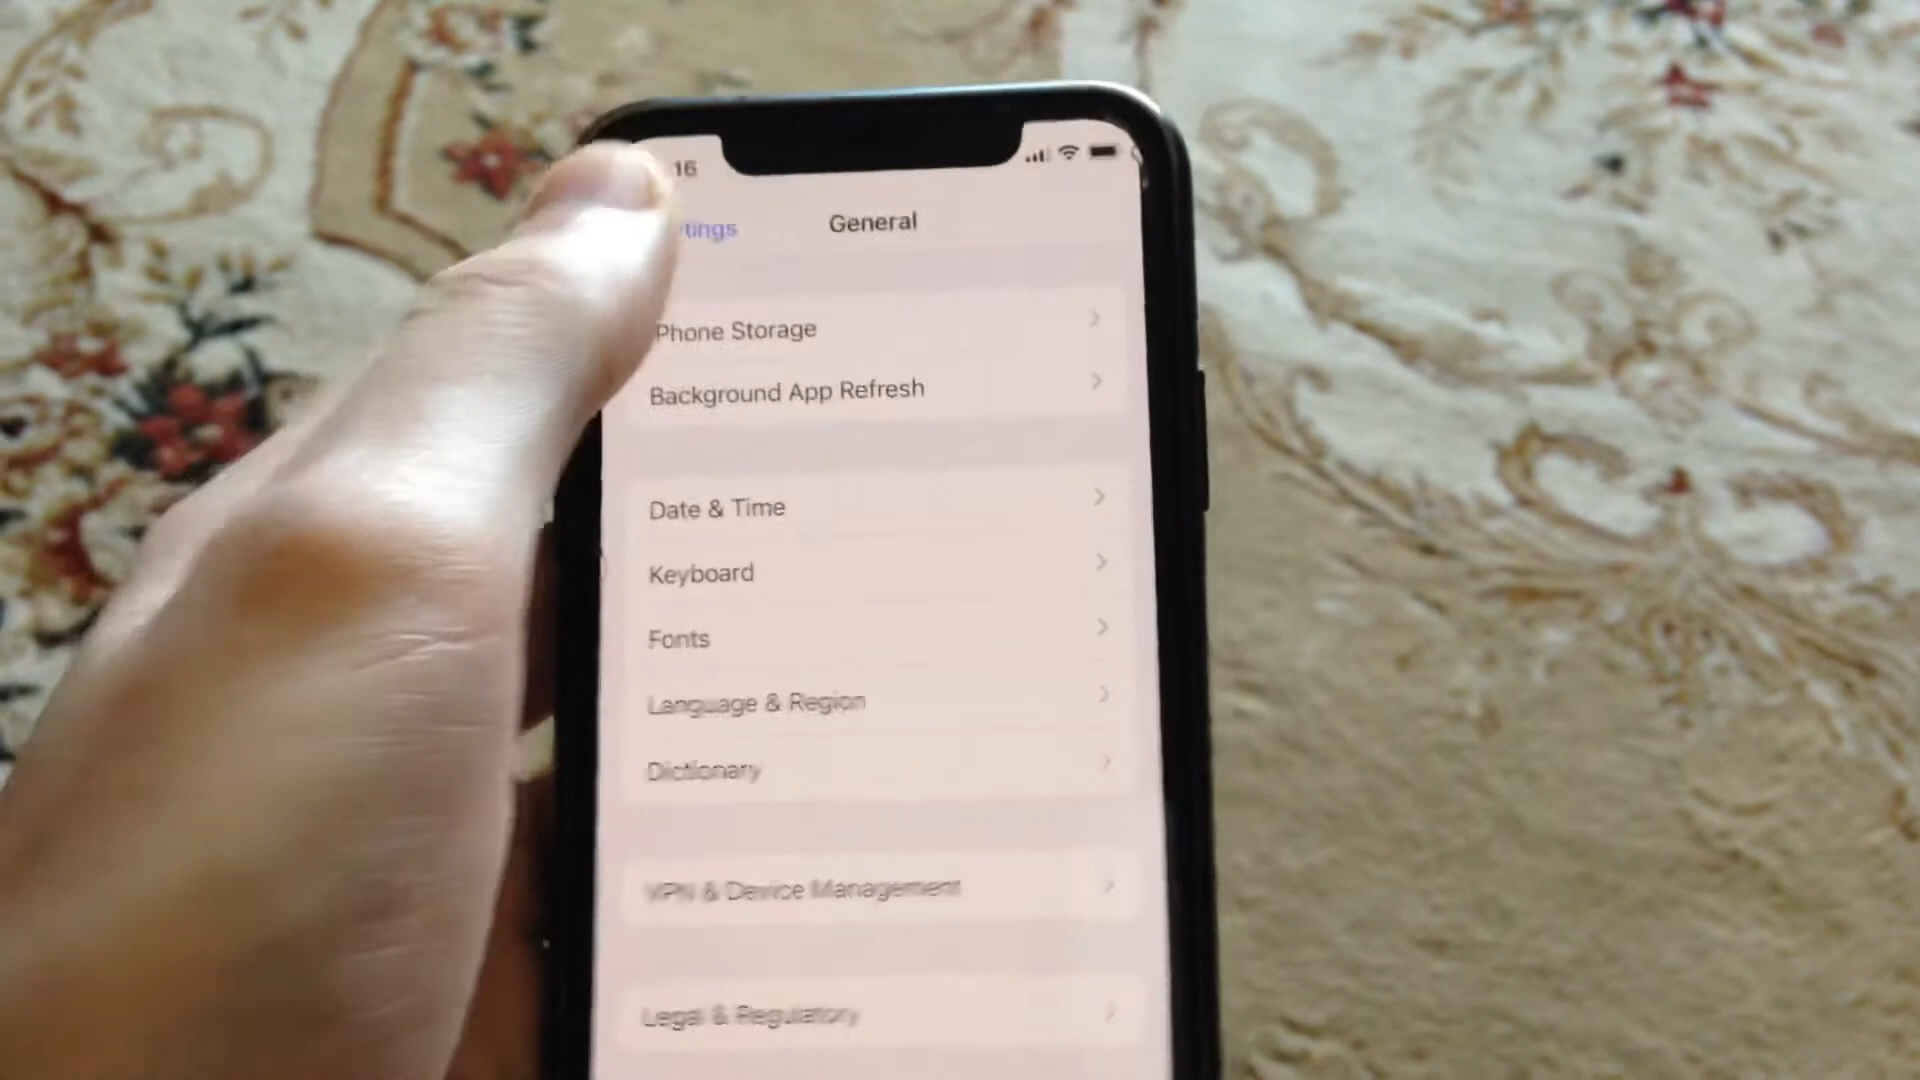 16
ttings
General
Phone Storage
Background App Refresh
Date & Time
Keyboard
Fonts
Language & Region
Dictionary
VPN & Device Management
Legal & Regulatory